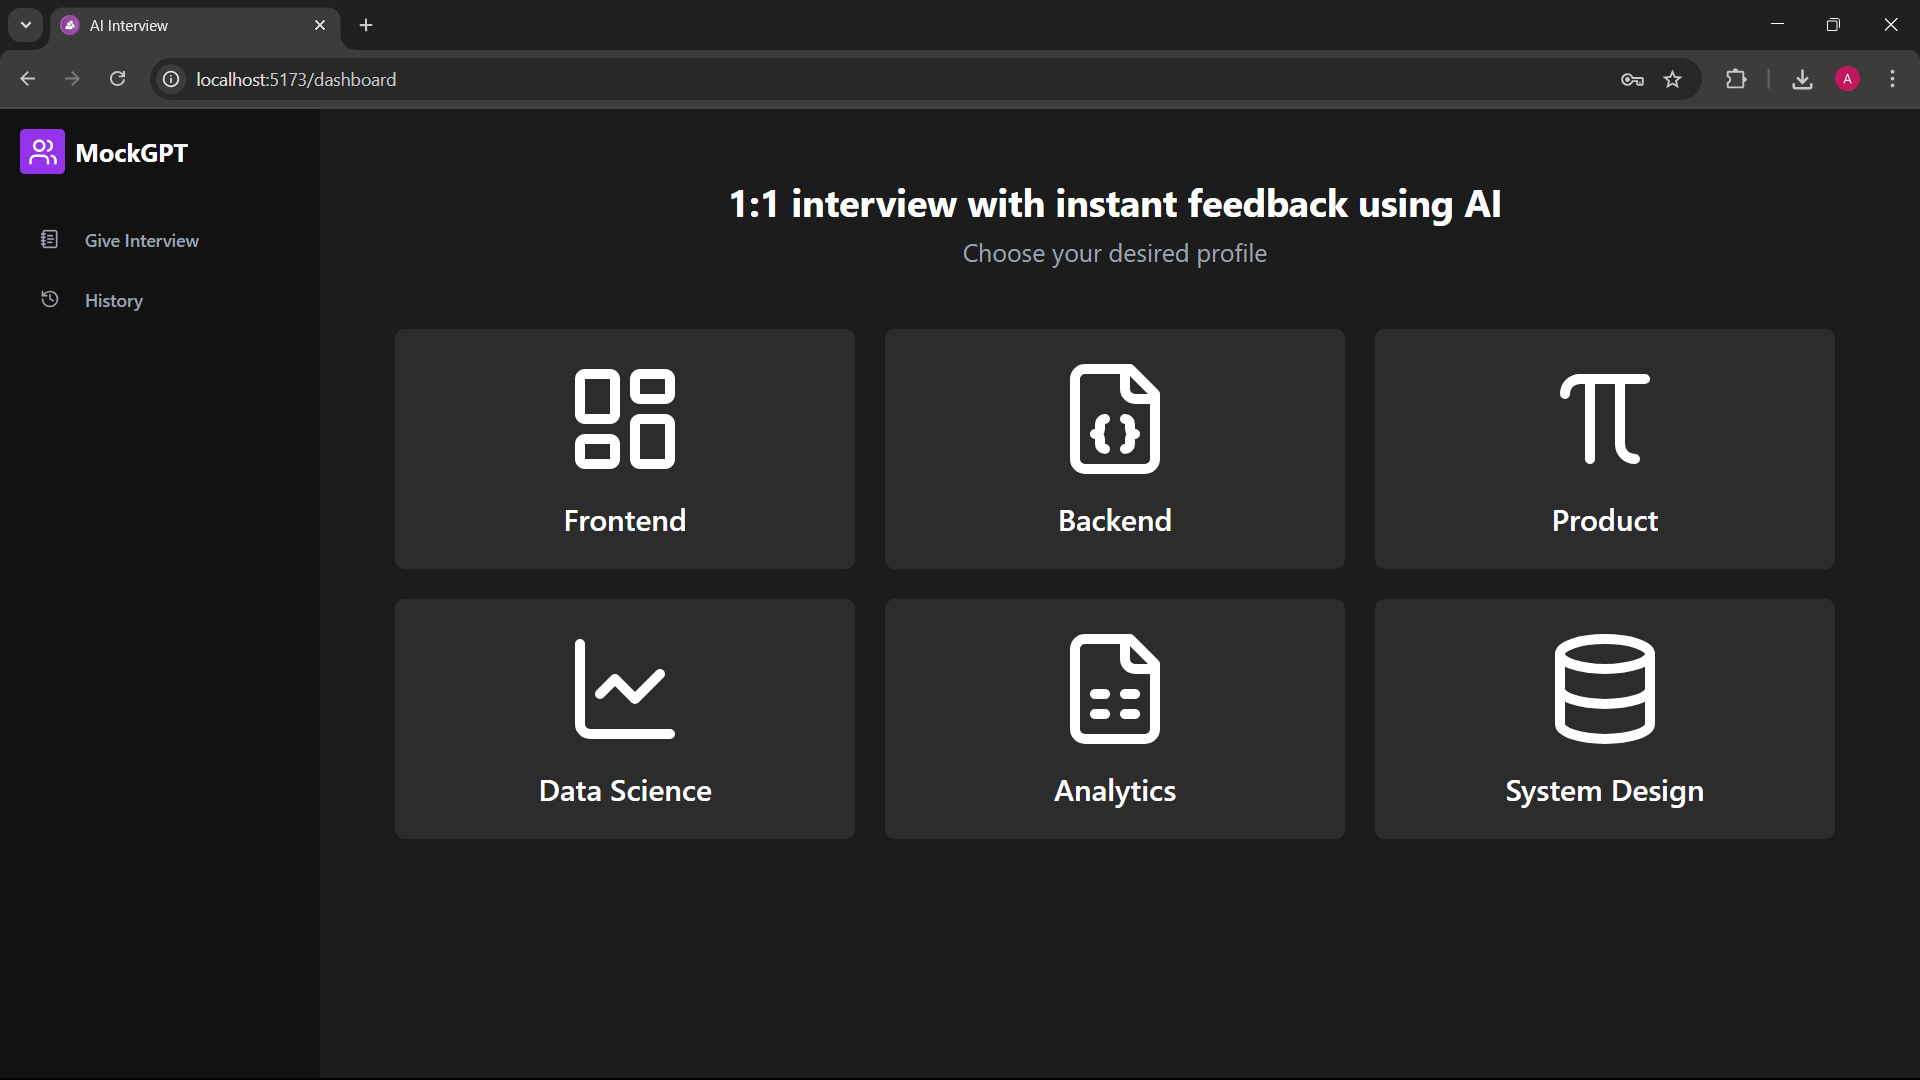 AI Interview
localhost:5173/dashboard
A
MockGPT
Give Interview
History
1:1 interview with instant feedback using AI
Choose your desired profile
Frontend
Backend
Product
Data Science
Analytics
System Design